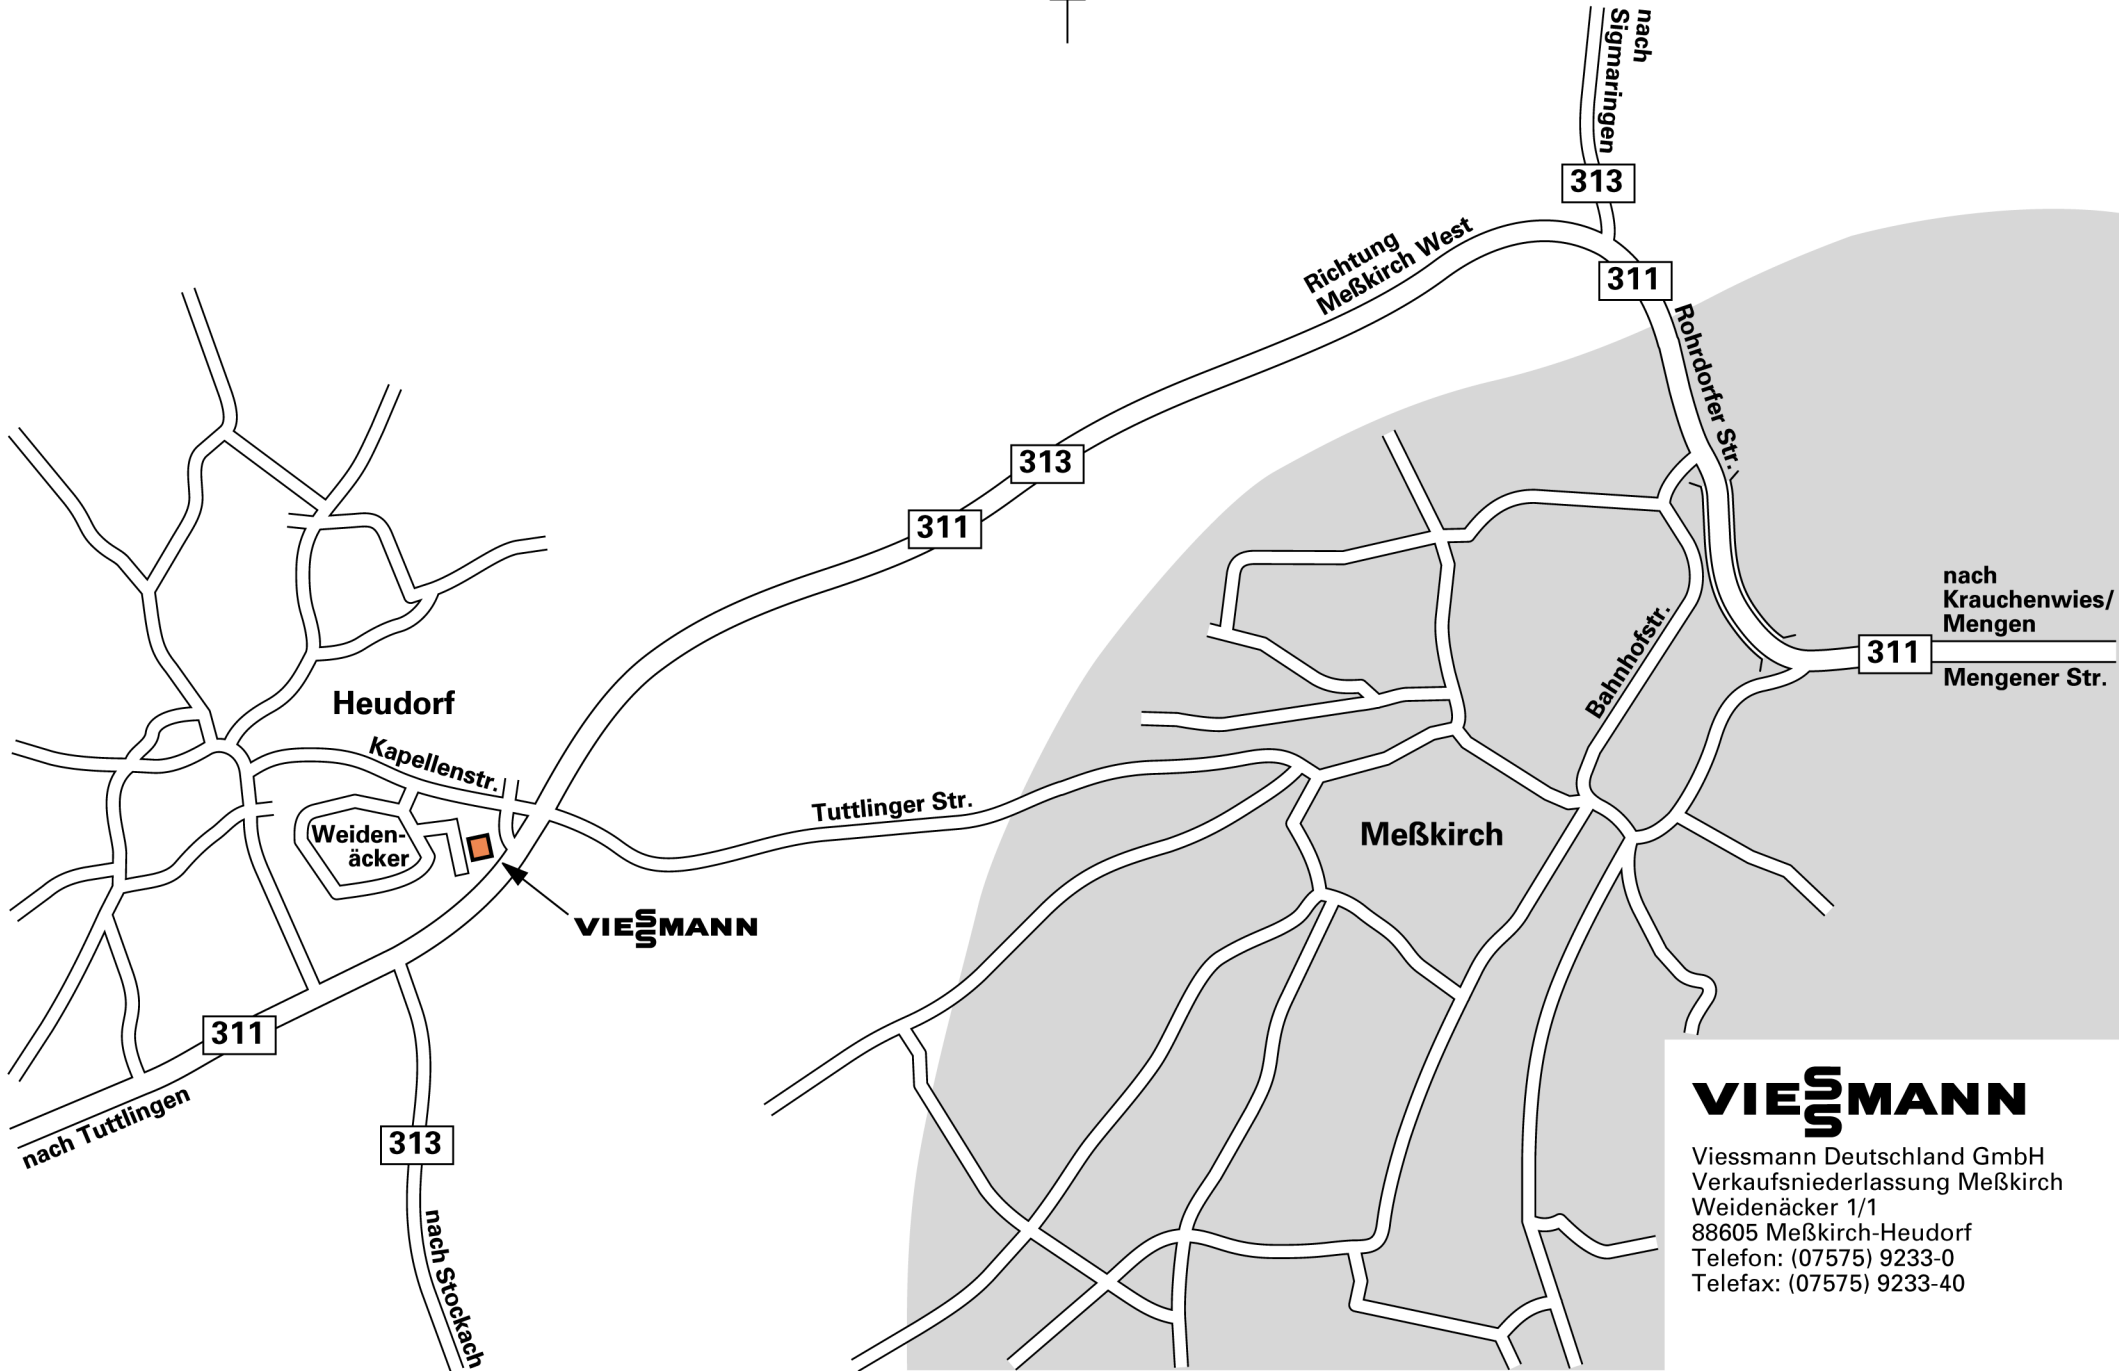 nach
Sigmaringen
313
Richtung
Meßkirch West
311
Rohrdorfer Str.
313
311
nach
Krauchenwies/
Mengen
311
Mengener Str.
Bahnhofstr.
Heudorf
Kapellenstr.
Tuttlinger Str.
Weiden-
äcker
Meßkirch
VIESSMANN
311
nach Tuttlingen
313
nach Stockach
VIESSMANN
Viessmann Deutschland GmbH
Verkaufsniederlassung Meßkirch
Weidenäcker 1/1
88605 Meßkirch-Heudorf
Telefon: (07575) 9233-0
Telefax: (07575) 9233-40